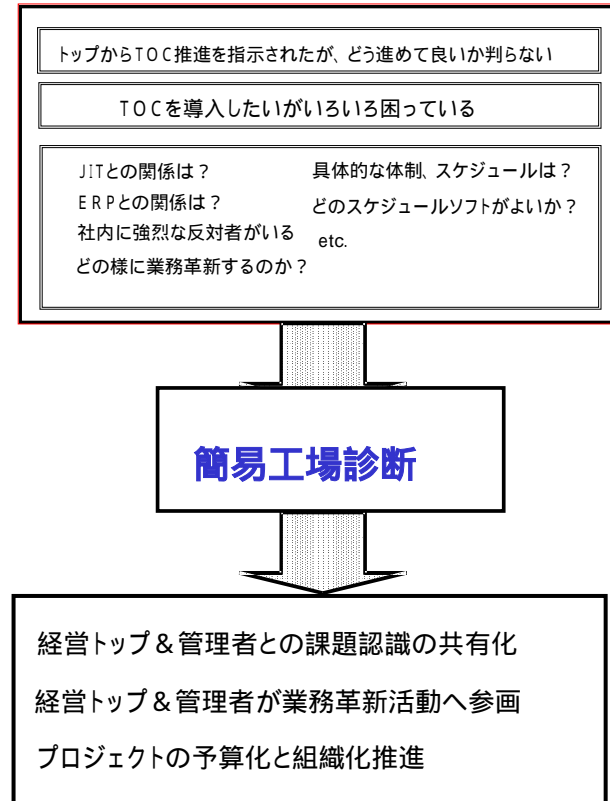 トップからTOC推進を指示されたが、どう進めて良いか判らない
TOCを導入したいがいろいろ困っている
JITとの関係は？
ERPとの関係は？
社内に強烈な反対者がいる
どの様に業務革新するのか？
具体的な体制、スケジュールは？
どのスケジュールソフトがよいか？
etc.
簡易工場診断
経営トップ＆管理者との課題認識の共有化
経営トップ＆管理者が業務革新活動へ参画
プロジェクトの予算化と組織化推進